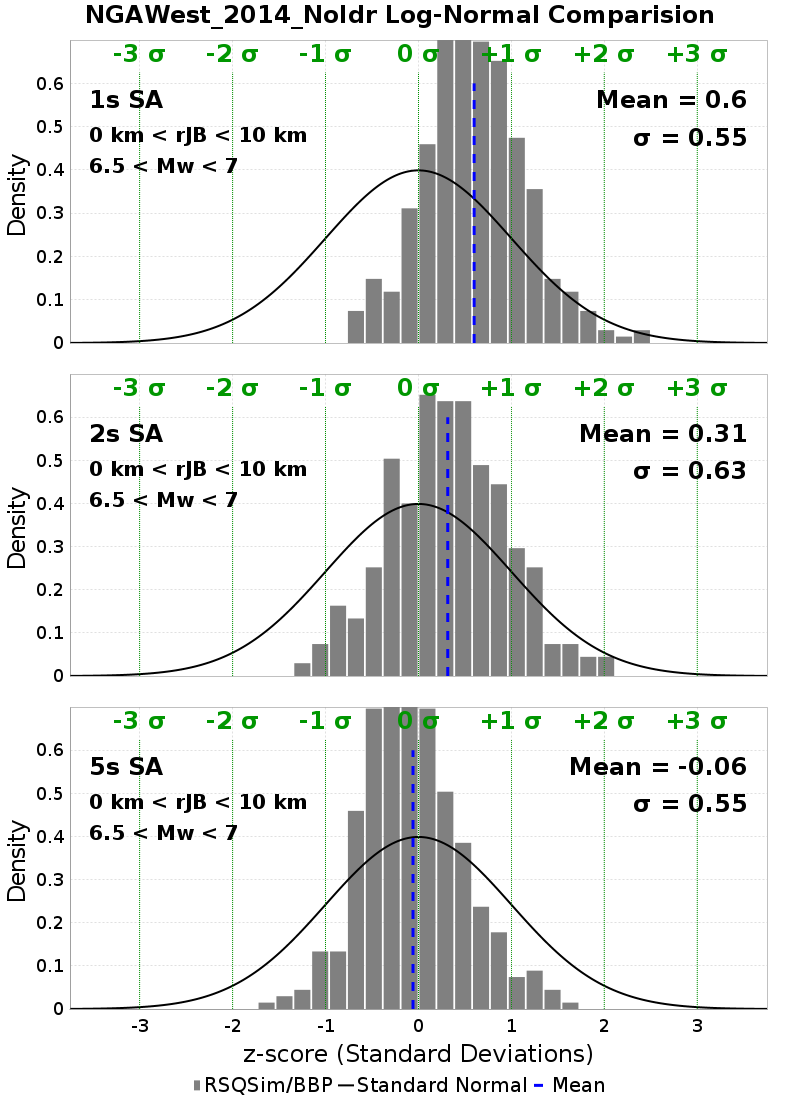 NGAWest_2014_NoIdr Log-Normal Comparision
-3 σ -2 σ -1 σ 0 σ +1 σ +2 σ +3 σ
1s SA
0 km < rJB < 10 km
6.5 < Mw < 7
Mean = 0.6
σ = 0.55
Density
0.6
0.5
0.4
0.3
0.2
0.1
0
-3 σ -2 σ -1 σ 0 σ +1 σ +2 σ +3 σ
2s SA
0 km < rJB < 10 km
6.5 < Mw < 7
Mean = 0.31
σ = 0.63
Density
0.6
0.5
0.4
0.3
0.2
0.1
0
-3 σ -2 σ -1 σ 0 σ +1 σ +2 σ +3 σ
5s SA
0 km < rJB < 10 km
6.5 < Mw < 7
Mean = -0.06
σ = 0.55
Density
0.6
0.5
0.4
0.3
0.2
0.1
0
-3 -2 -1 0 1 2 3
z-score (Standard Deviations)
RSQSim/BBP Standard Normal Mean